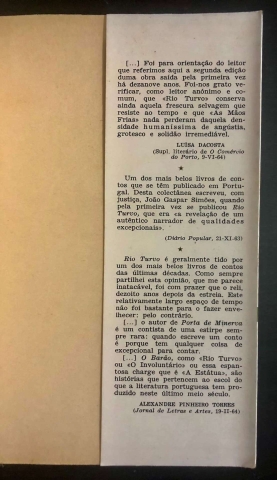 [...] Foi para orientação do leitor
que referimos aqui a segunda edição
duma obra saída pela primeira vez
há dezanove anos. Foi-nos grato ve-
rificar, como leitor anónimo e co-
mum, que «Rio Turvo» conserva
ainda aquela frescura selvagem que
resiste ao tempo e que «As Mãos
Frias» nada perderam daquela den-
sidade humaníssima de angústia,
grotesco e solidão irremediável.
LUÍSA DACOSTA
(Supl. literário de O Comércio
do Porto, 9-VI-64)
★
Um dos mais belos livros de con-
tos que se têm publicado em Portu-
gal. Desta colectânea escreveu, com
justiça, João Gaspar Simões, quando
pela primeira vez se publicou Rio
Turvo, que era «a revelação de um
autêntico narrador de qualidades
excepcionais».
(Diário Popular, 21-XI-63)
★
Rio Turvo é geralmente tido por
um dos mais belos livros de contos
das últimas décadas. Como sempre
partilhei esta opinião, que me parece
inatacável, foi com prazer que o reli,
dezoito anos depois da estreia. Este
relativamente largo espaço de tempo
não foi bastante para o fazer enve-
lhecer: pelo contrário.
[...] o autor de Porta de Minerva
é um contista de uma estirpe sem-
pre rara: quando escreve um conto
é porque tem qualquer coisa de
excepcional para contar.
[...] O Barão, como «Rio Turvo»
ou «O Involuntário» ou essa espan-
tosa charge que é «A Estátua», são
histórias que pertencem ao escol do
que a literatura portuguesa tem pro-
duzido neste último meio século.
ALEXANDRE PINHEIRO TORRES
(Jornal de Letras e Artes, 19-II-64)